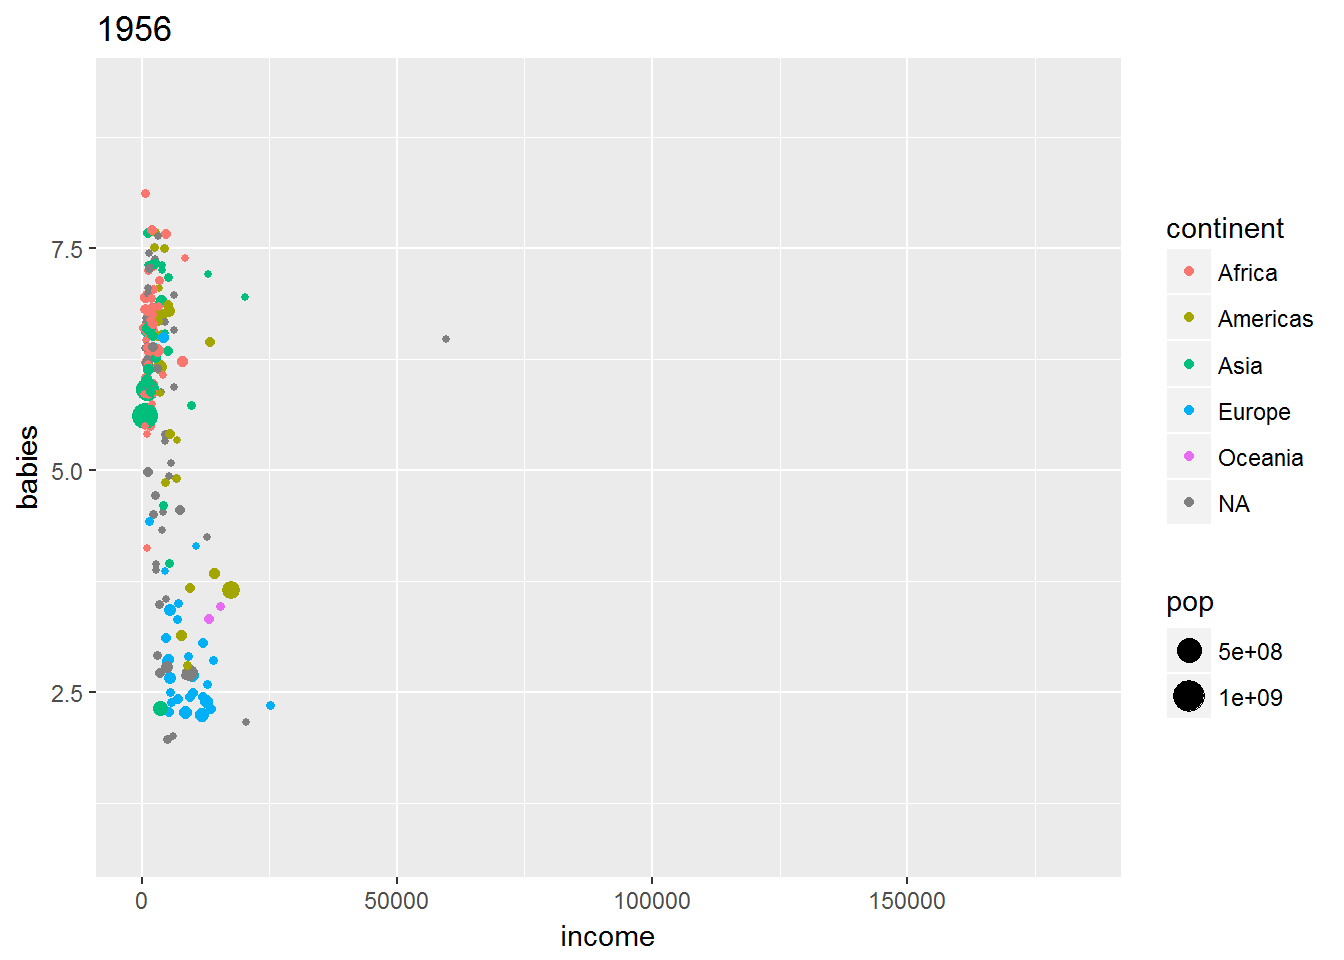 1956
7.5
5.0
2.5
babies
0
50000
100000
150000
income
continent
Africa
Americas
Asia
Europe
Oceania
NA
pop
5e+08
1e+09